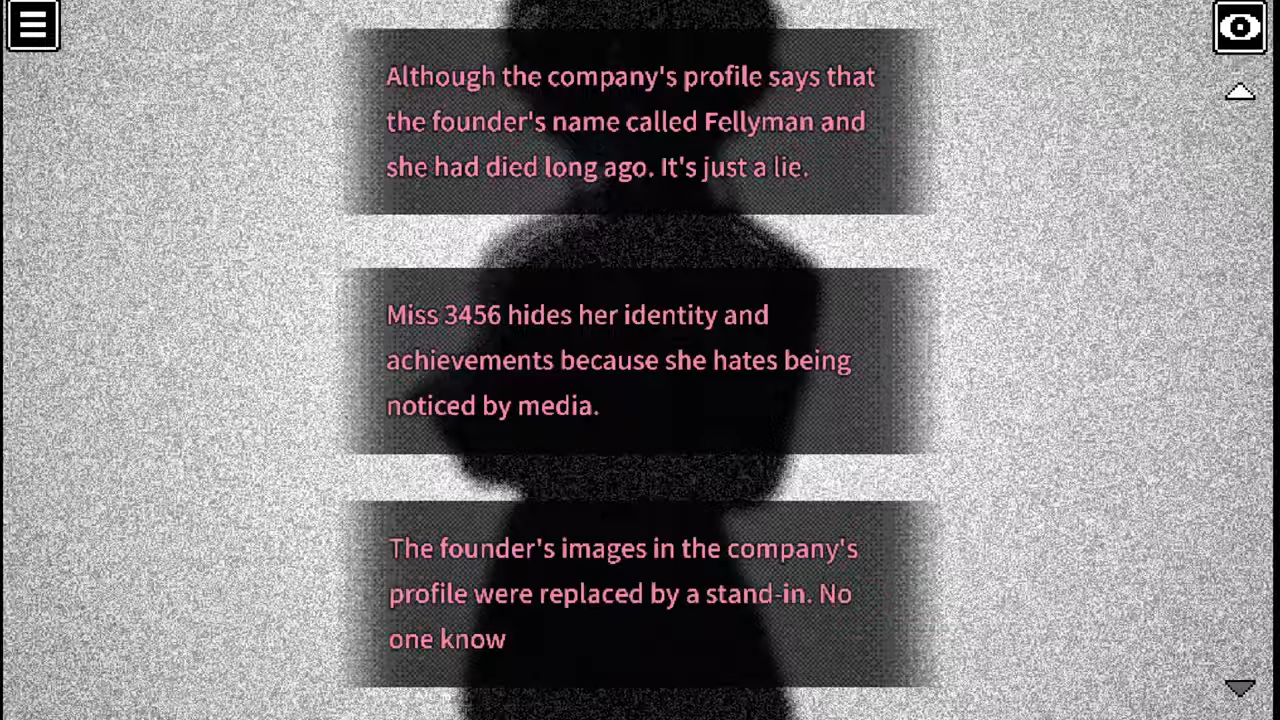 Although the company's profile says that
the founder's name called Fellyman and
she had died long ago. It's just a lie.
Miss 3456 hides her identity and
achievements because she hates being
noticed by media.
The founder's images in the company's
profile were replaced by a stand-in. No
one know